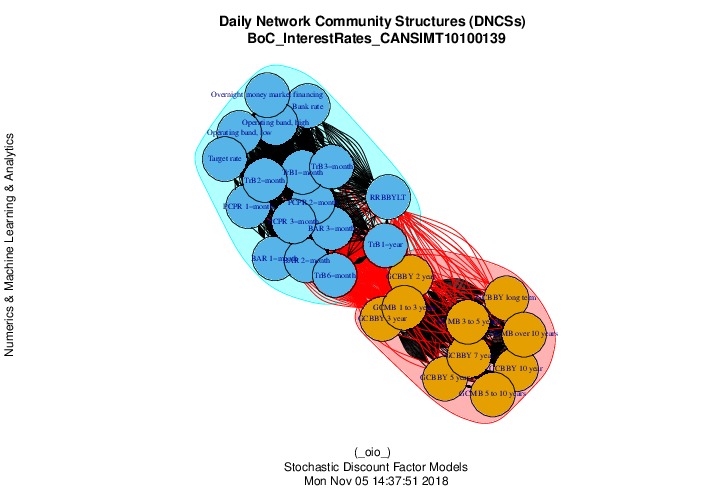 Daily Network Community Structures (DNCSs)
BoC_InterestRates_CANSIMT10100139
Numerics & Machine Learning & Analytics
Overnight money market financing
Bank rate
Operating band, high
Operating band, low
Target rate
TrB3−month
TrB1−month
TrB2−month
RRBBYLT
PCPR 2−month
PCPR 1−month
CPR 3−month
BAR 3−month
TrB1−year
BAR 1−month
BAR 2−month
TrB6−month
GCBBY 2 year
GCBBY long term
GCMB 1 to 3 year
GCBBY 3 year
MB 3 to 5 year
MB over 10 years
GCBBY 7 year
GCBBY 10 year
GCBBY 5 year
GCMB 5 to 10 years
(_oio_)
Stochastic Discount Factor Models
Mon Nov 05 14:37:51 2018